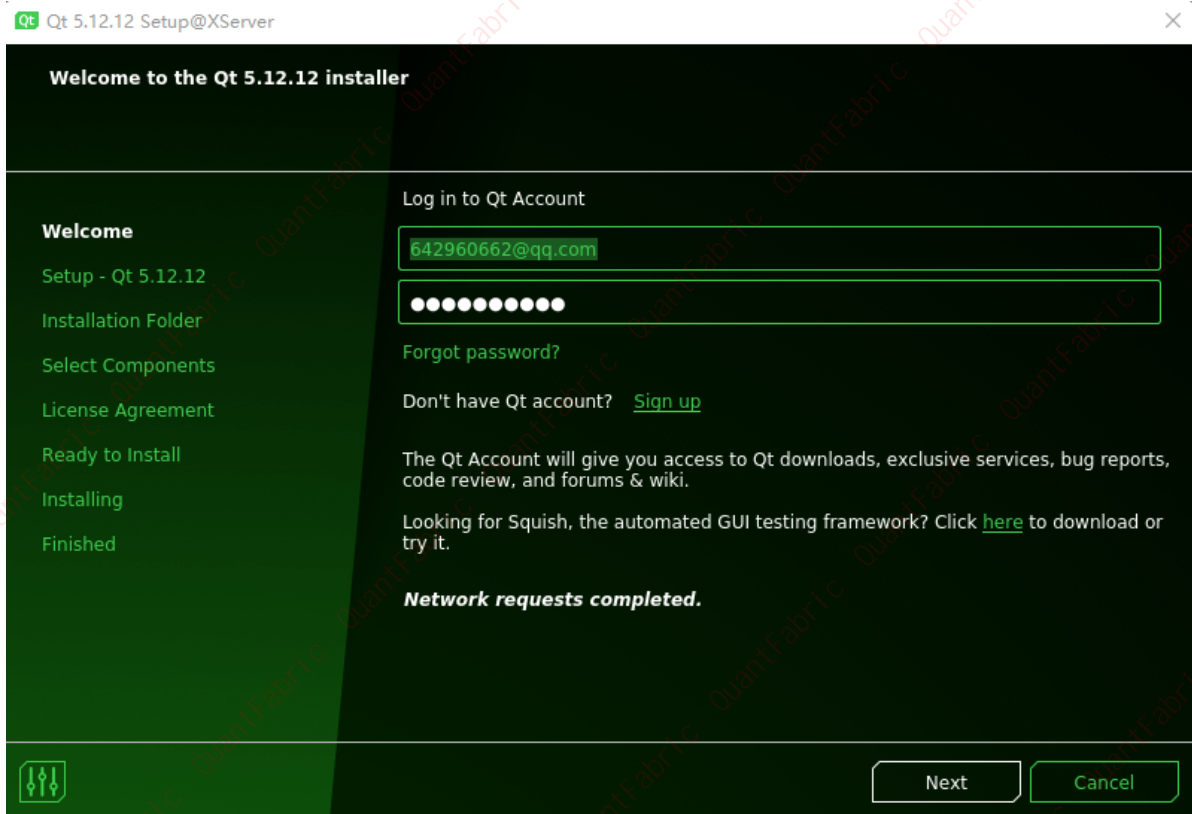 Qt Qt 5.12.12 Setup@XServer
Welcome to the Qt 5.12.12 installer
Welcome
Setup - Qt 5.12.12
Installation Folder
Select Components
License Agreement
Ready to Install
Installing
Finished
Log in to Qt Account
642960662@qq.com
●●●●●●●●●●
Forgot password?
Don't have Qt account? Sign up
The Qt Account will give you access to Qt downloads, exclusive services, bug reports,
code review, and forums & wiki.
Looking for Squish, the automated GUI testing framework? Click here to download or
try it.
Network requests completed.
Next Cancel
QuantFabric